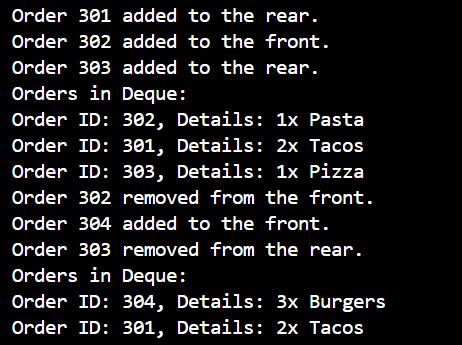 Order 301 added to the rear.
Order 302 added to the front.
Order 303 added to the rear.
Orders in Deque:
Order ID: 302, Details: 1x Pasta
Order ID: 301, Details: 2x Tacos
Order ID: 303, Details: 1x Pizza
Order 302 removed from the front.
Order 304 added to the front.
Order 303 removed from the rear.
Orders in Deque:
Order ID: 304, Details: 3x Burgers
Order ID: 301, Details: 2x Tacos